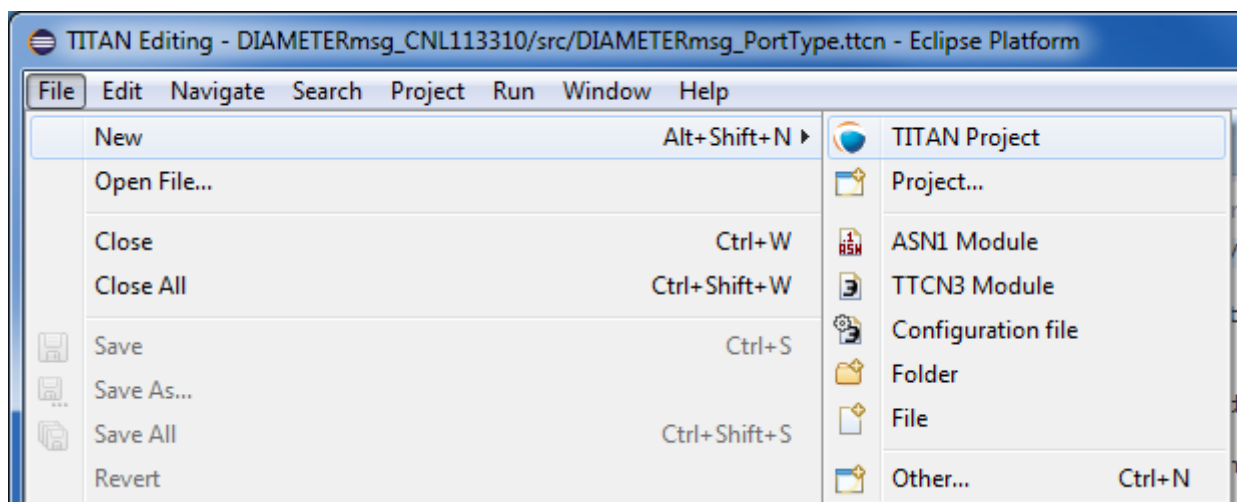 TITAN Editing - DIAMETERmsg_CNL113310/src/DIAMETERmsg_PortType.ttcn - Eclipse Platform
File Edit Navigate Search Project Run Window Help
New Alt+Shift+N
Open File...
Close Ctrl+W
Close All Ctrl+Shift+W
Save Ctrl+S
Save As...
Save All Ctrl+Shift+S
Revert
TITAN Project
Project...
ASN1 Module
TTCN3 Module
Configuration file
Folder
File
Other... Ctrl+N